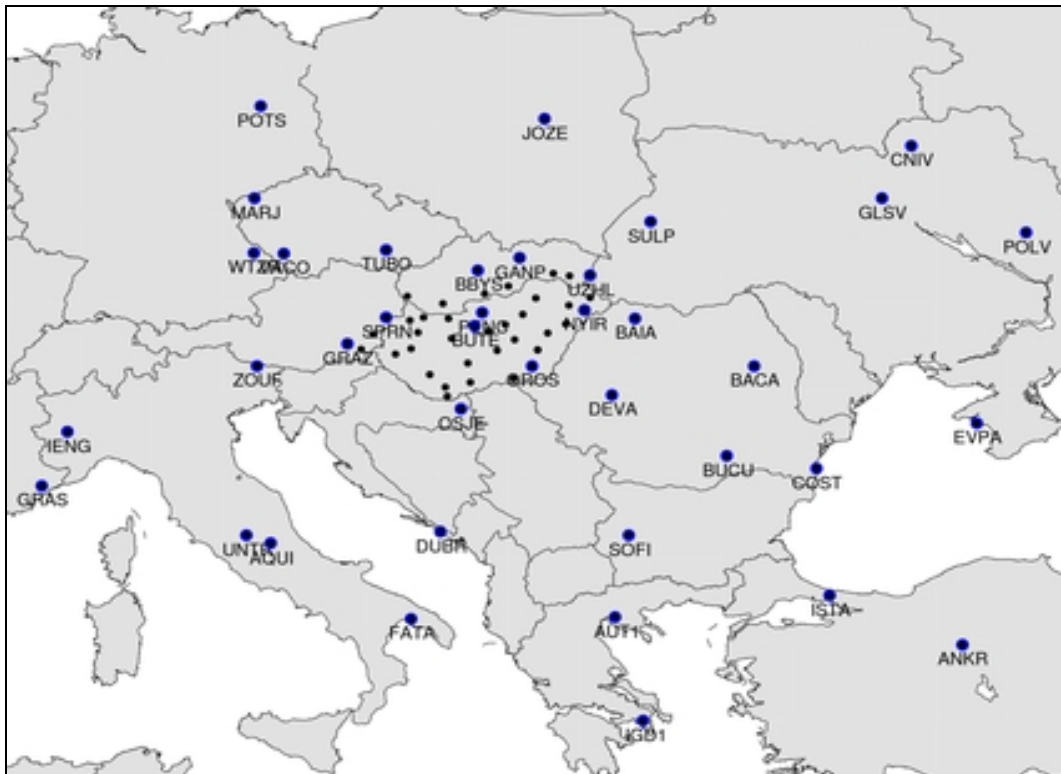 POTS
JOZE
CNIV
MARJ
GLSV
SULP
POLV
TUBO
GANP
BBYS
UZHL
SPRN
NYIR
BAIA
BUTE
GRAZ
ZOUF
OROS
BACA
DEVA
OSJE
EVPA
IENG
BUCU
COST
GRAS
DUBR
SOFI
AQUI
ISTA
FATA
AUT1
ANKR